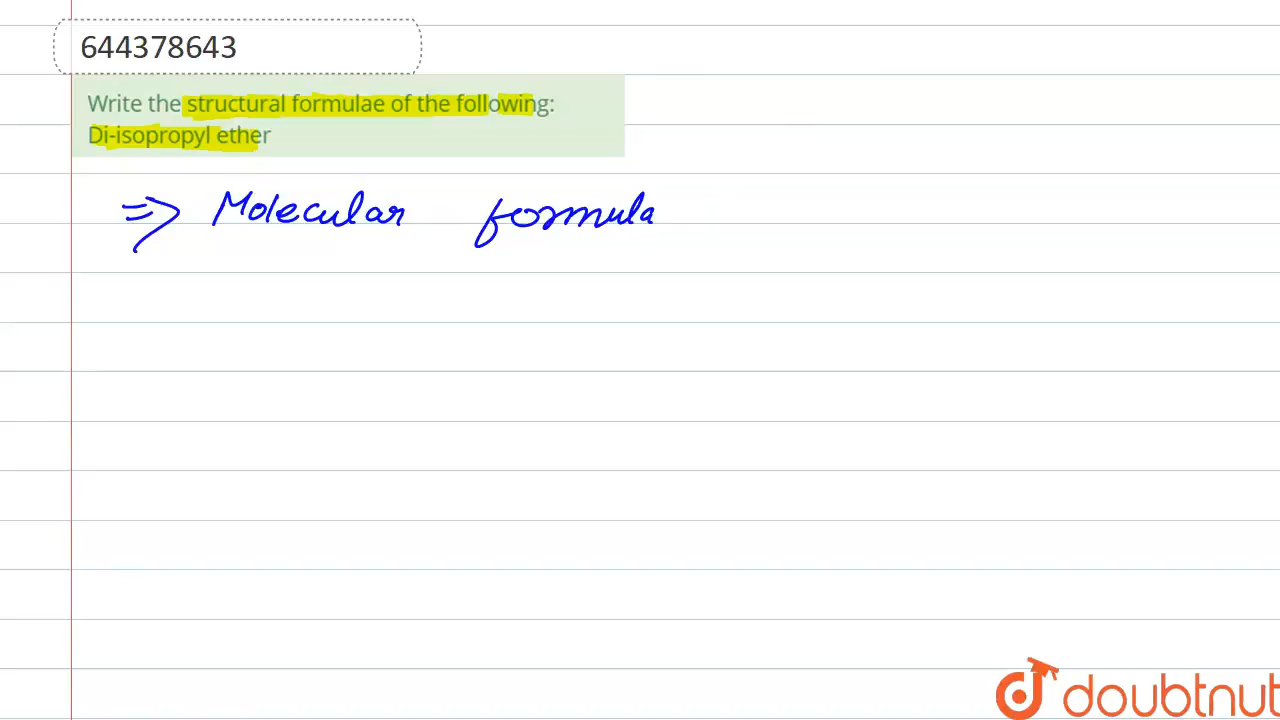 644378643
Write the structural formulae of the following:
Di-isopropyl ether
⇒ Molecular formula
doubtnut